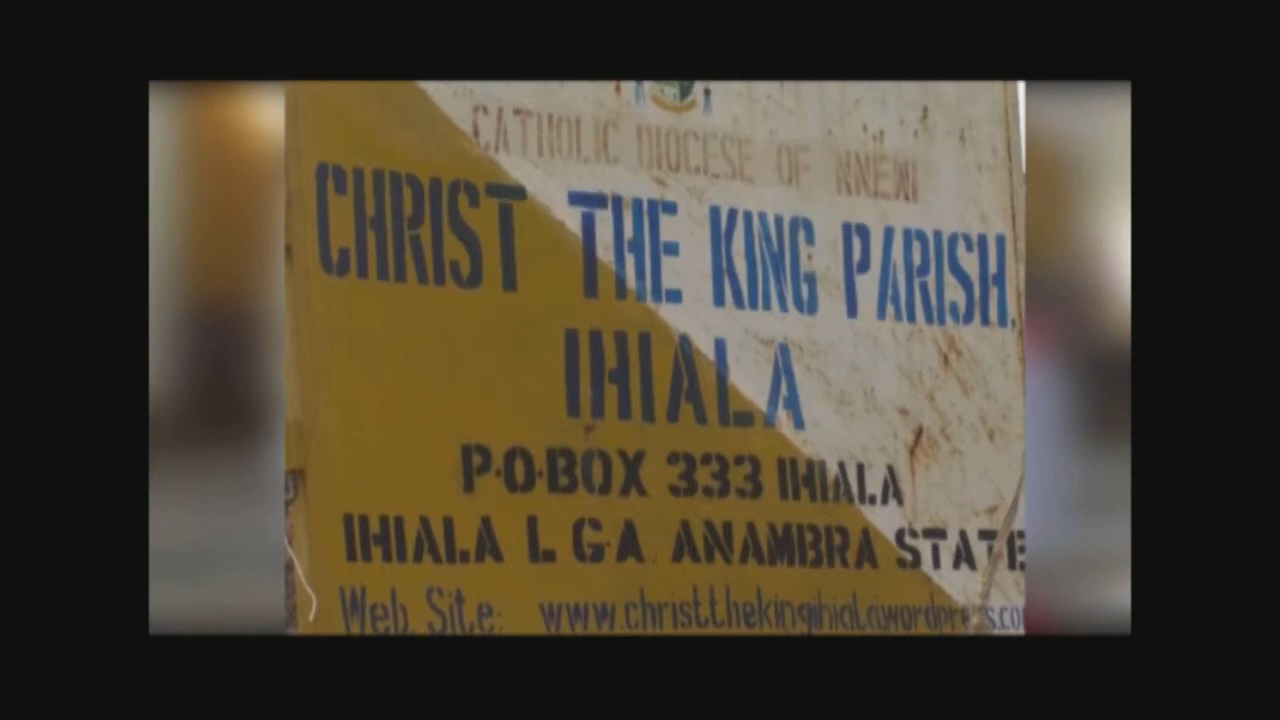 CATHOLIC DIOCESE OF NNEWI
CHRIST THE KING PARISH,
IHIALA
P.O.BOX 333 IHIALA
IHIALA L G.A ANAMBRA STATE
Web. Site: